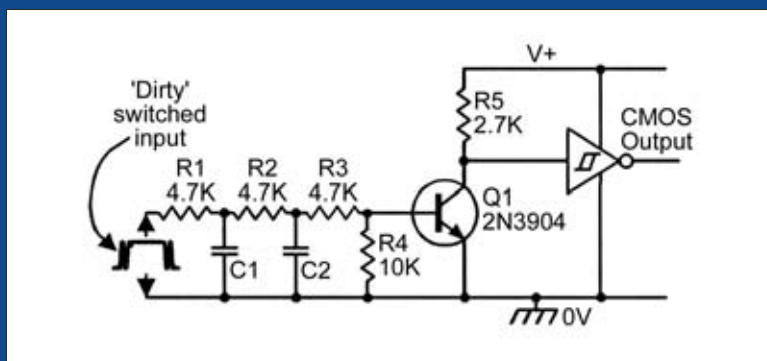 V+
'Dirty'
switched
input
R5
2.7K
CMOS
Output
R1
4.7K
R2
4.7K
R3
4.7K
Q1
2N3904
R4
10K
C1
C2
0V